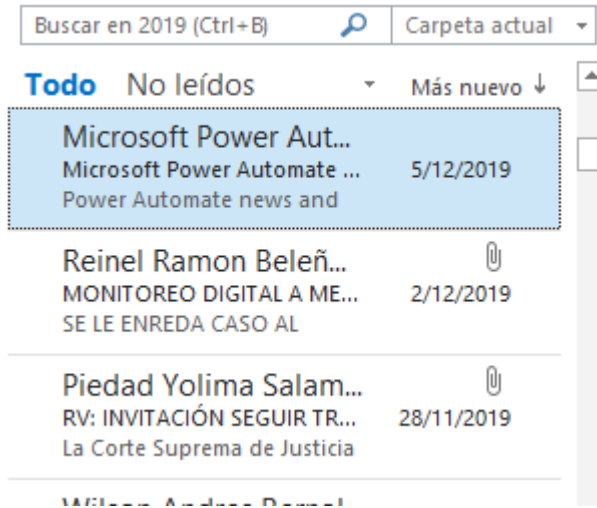 Buscar en 2019 (Ctrl+B) Carpeta actual
Todo No leídos Más nuevo ↓
Microsoft Power Aut...
Microsoft Power Automate ... 5/12/2019
Power Automate news and
Reinel Ramon Beleñ...
MONITOREO DIGITAL A ME... 2/12/2019
SE LE ENREDA CASO AL
Piedad Yolima Salam...
RV: INVITACIÓN SEGUIR TR... 28/11/2019
La Corte Suprema de Justicia